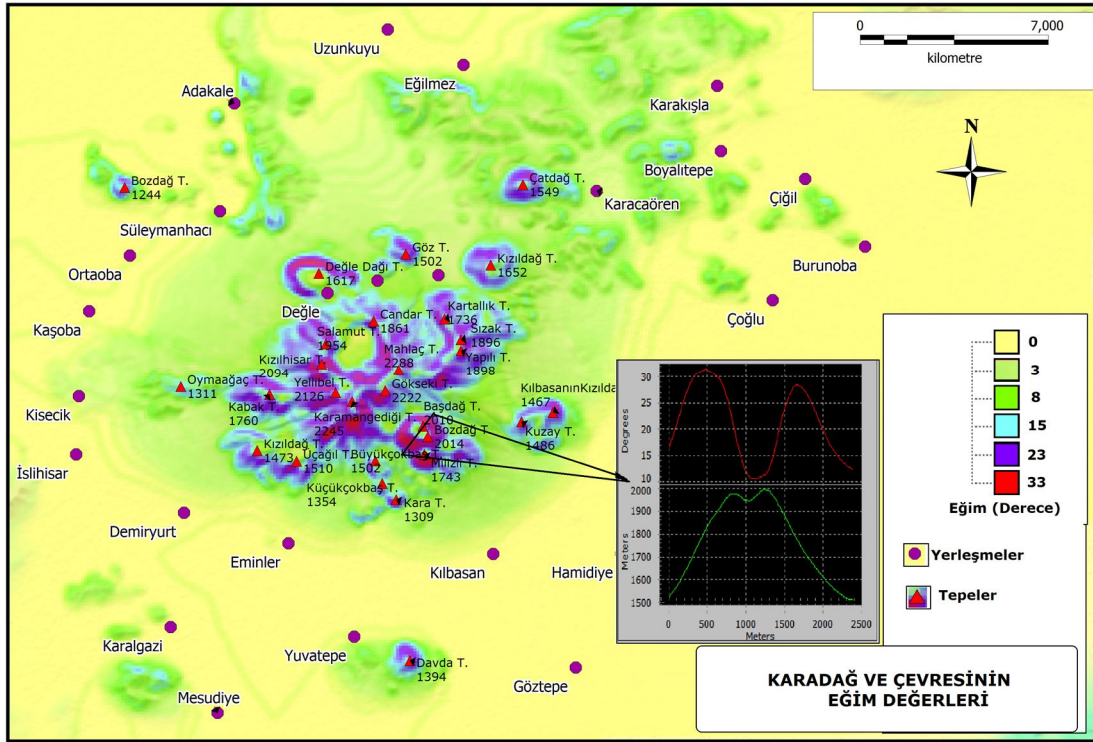 0 7,000
kilometre
N
Uzunkuyu
Eğilmez
Adakale
Karakışla
Boyalıtepe
Bozdağ T.
1244
Çatdağ T.
1549
Karacaören
Çiğil
Süleymanhacı
Burunoba
Ortaoba
Göz T.
1502
Kızıldağ T.
1652
Değle Dağı T.
1617
Değle
Çoğlu
Kaşoba
Candar T.
1861
Kartallık T.
1736
Salamut T.
1954
Sızak T.
1896
Mahlaç T.
2288
Yapılı T.
1898
Kızılhisar T.
2094
Oymaağaç T.
1311
Yellibel T.
2126
Gökseki T.
2222
Kisecik
Kabak T.
1760
KılbasanınKızılda
1467
Başdağ T.
2010
Karamangediği T.
2245
Bozdağ T.
2014
Kuzay T.
1486
Kızıldağ T.
1473
Uçağıl T.
1510
Büyükçokbaş T.
1502
Milizli T.
1743
İslihisar
Küçükçokbaş T.
1354
Kara T.
1309
Demiryurt
Eminler
Kılbasan
Hamidiye
Karalgazi
Yuvatepe
Davda T.
1394
Göztepe
Mesudiye
Degrees
30
25
20
15
10
Meters
2000
1900
1800
1700
1600
1500
0 500 1000 1500 2000 2500
Meters
0
3
8
15
23
33
Eğim (Derece)
Yerleşmeler
Tepeler
KARADAĞ VE ÇEVRESİNİN
EĞİM DEĞERLERİ